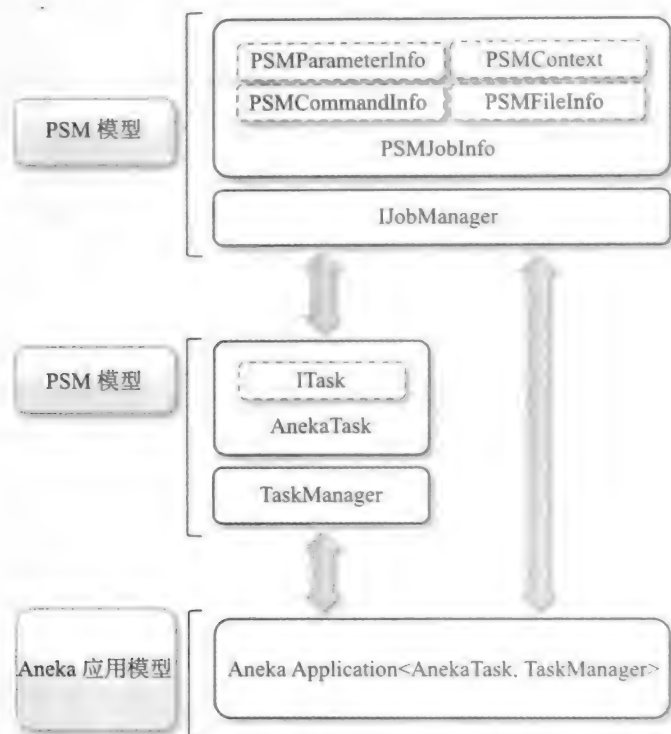 PSMParameterInfo
PSMContext
PSMCommandInfo
PSMFileInfo
PSM 模型
PSMJobInfo
IJobManager
PSM 模型
ITask
AnekaTask
TaskManager
Aneka 应用模型
Aneka Application<AnekaTask, TaskManager>